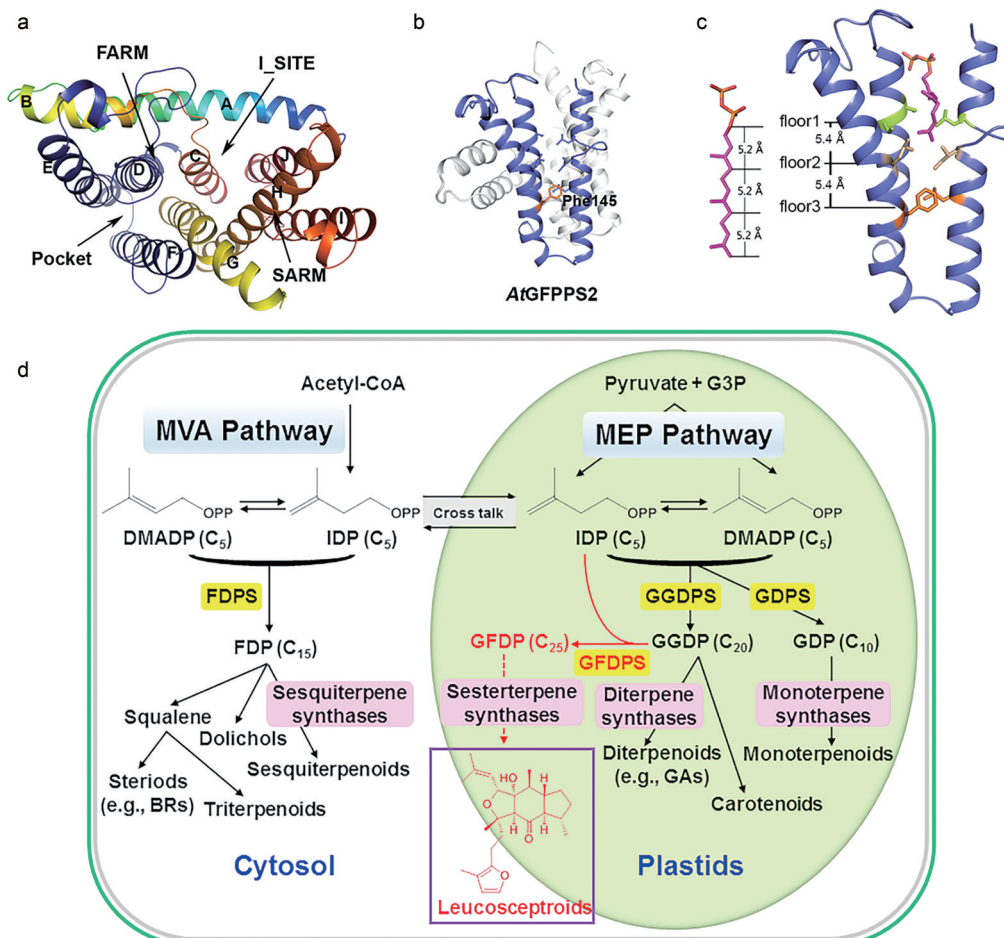 a
FARM
I_SITE
B
A
E
D
C
J
H
I
Pocket
F
G
SARM
b
Phe145
AtGFPPS2
c
floor1
5.4 Å
floor2
5.4 Å
floor3
5.2 Å
5.2 Å
5.2 Å
d
Acetyl-CoA
Pyruvate + G3P
MVA Pathway
MEP Pathway
OPP
OPP
Cross talk
OPP
OPP
DMADP (C5)
IDP (C5)
IDP (C5)
DMADP (C5)
FDPS
GGDPS
GDPS
FDP (C15)
GFDP (C25)
GFDPS
GGDP (C20)
GDP (C10)
Sesquiterpene
synthases
Sesterterpene
synthases
Diterpene
synthases
Monoterpene
synthases
Squalene
Dolichols
Sesquiterpenoids
Steriods
(e.g., BRs)
Triterpenoids
Diterpenoids
(e.g., GAs)
Monoterpenoids
Carotenoids
HO
H
O
H
H
O
O
Leucosceptroids
Cytosol
Plastids